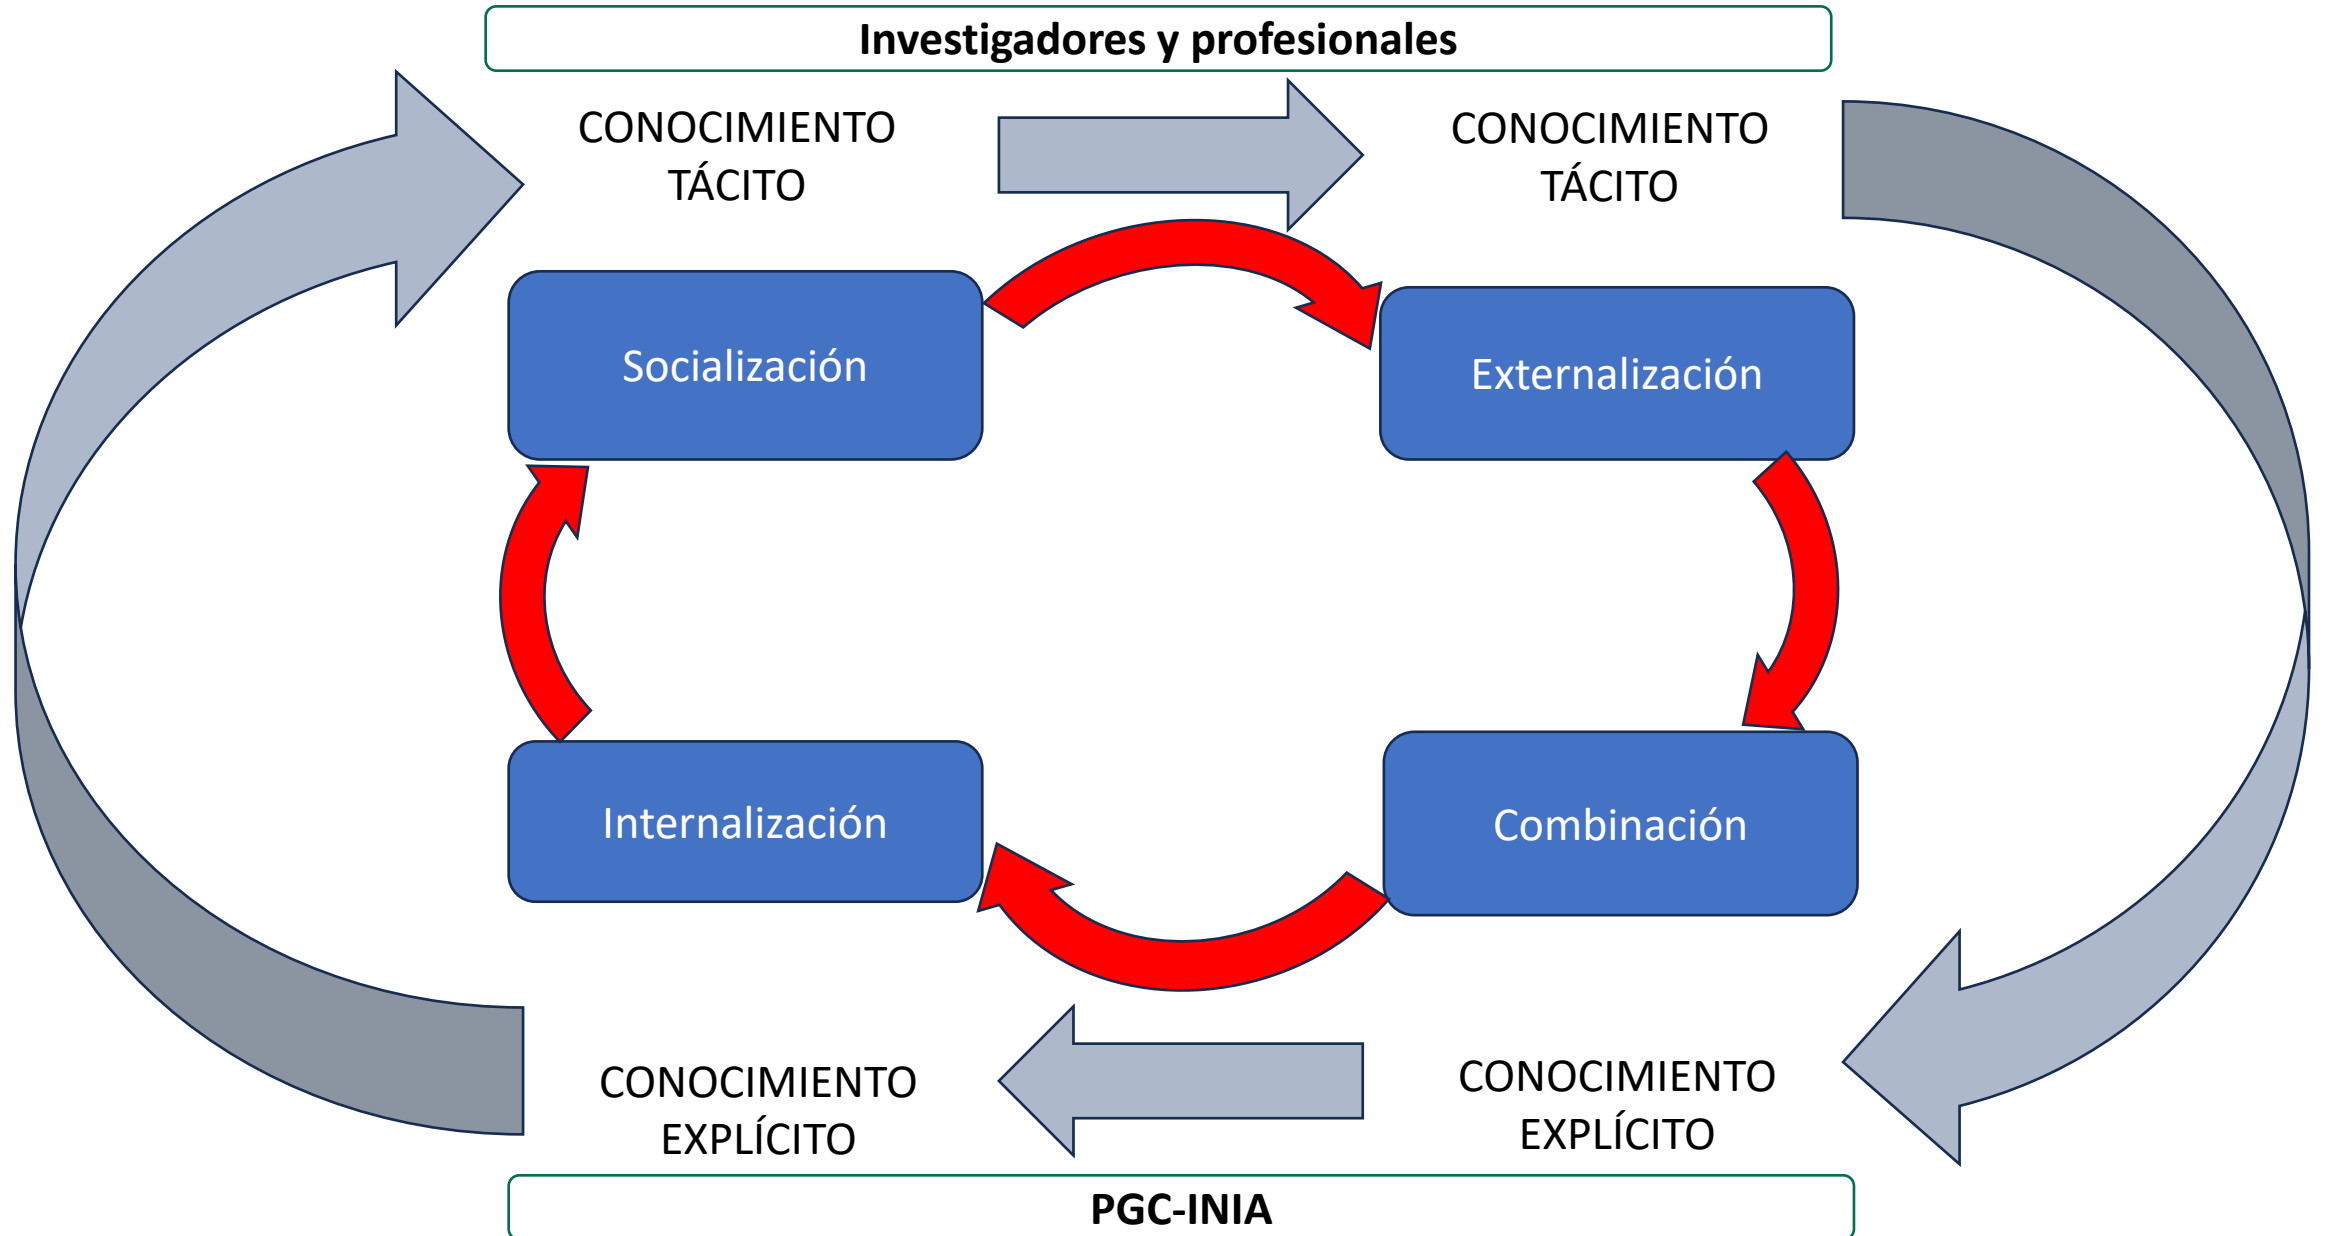 Investigadores y profesionales
CONOCIMIENTO
TÁCITO
CONOCIMIENTO
TÁCITO
Socialización
Externalización
Internalización
Combinación
CONOCIMIENTO
EXPLÍCITO
CONOCIMIENTO
EXPLÍCITO
PGC-INIA